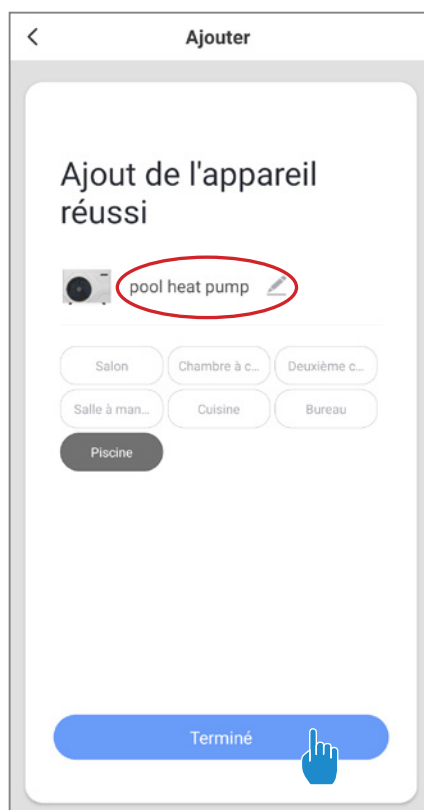 Ajouter
Ajout de l'appareil
réussi
pool heat pump
Salon
Chambre à c...
Deuxième c...
Salle à man...
Cuisine
Bureau
Piscine
Terminé